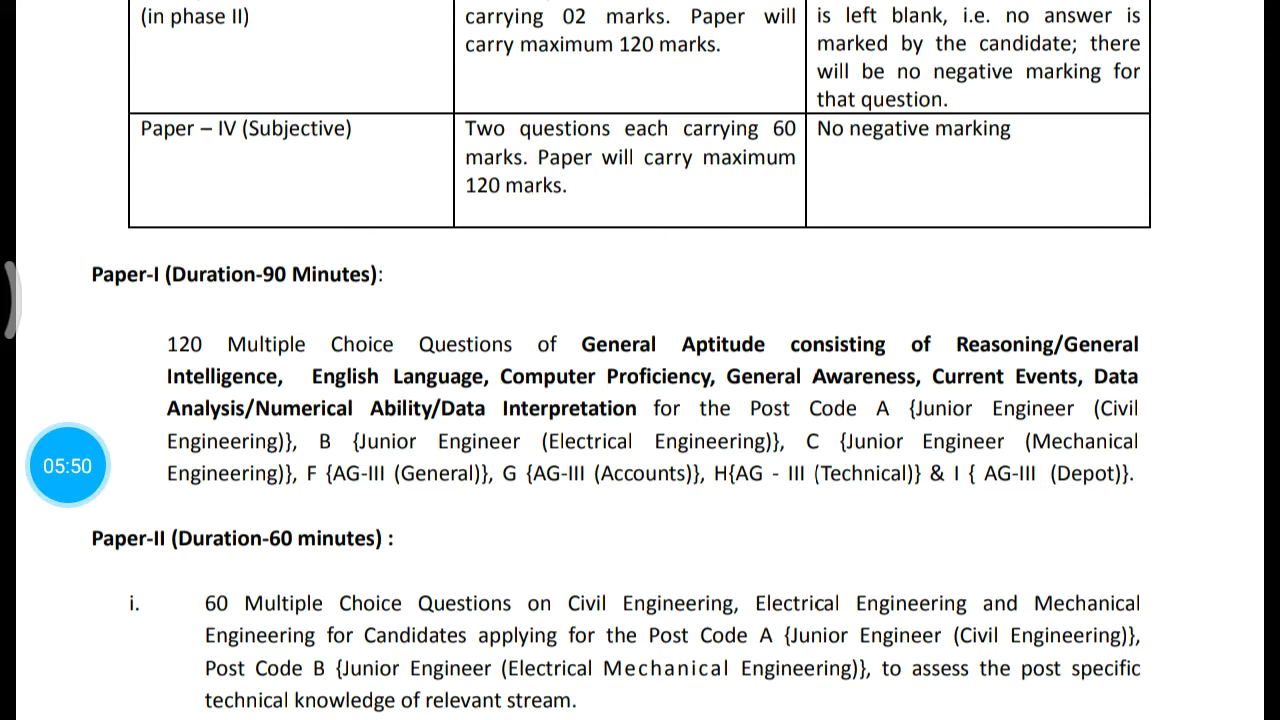 (in phase II)
carrying 02 marks. Paper will
carry maximum 120 marks.
is left blank, i.e. no answer is
marked by the candidate; there
will be no negative marking for
that question.
Paper – IV (Subjective)
Two questions each carrying 60
marks. Paper will carry maximum
120 marks.
No negative marking
Paper-I (Duration-90 Minutes):
120 Multiple Choice Questions of General Aptitude consisting of Reasoning/General
Intelligence, English Language, Computer Proficiency, General Awareness, Current Events, Data
Analysis/Numerical Ability/Data Interpretation for the Post Code A {Junior Engineer (Civil
Engineering)}, B {Junior Engineer (Electrical Engineering)}, C {Junior Engineer (Mechanical
Engineering)}, F {AG-III (General)}, G {AG-III (Accounts)}, H{AG - III (Technical)} & I { AG-III (Depot)}.
05:50
Paper-II (Duration-60 minutes) :
i. 60 Multiple Choice Questions on Civil Engineering, Electrical Engineering and Mechanical
Engineering for Candidates applying for the Post Code A {Junior Engineer (Civil Engineering)},
Post Code B {Junior Engineer (Electrical Mechanical Engineering)}, to assess the post specific
technical knowledge of relevant stream.